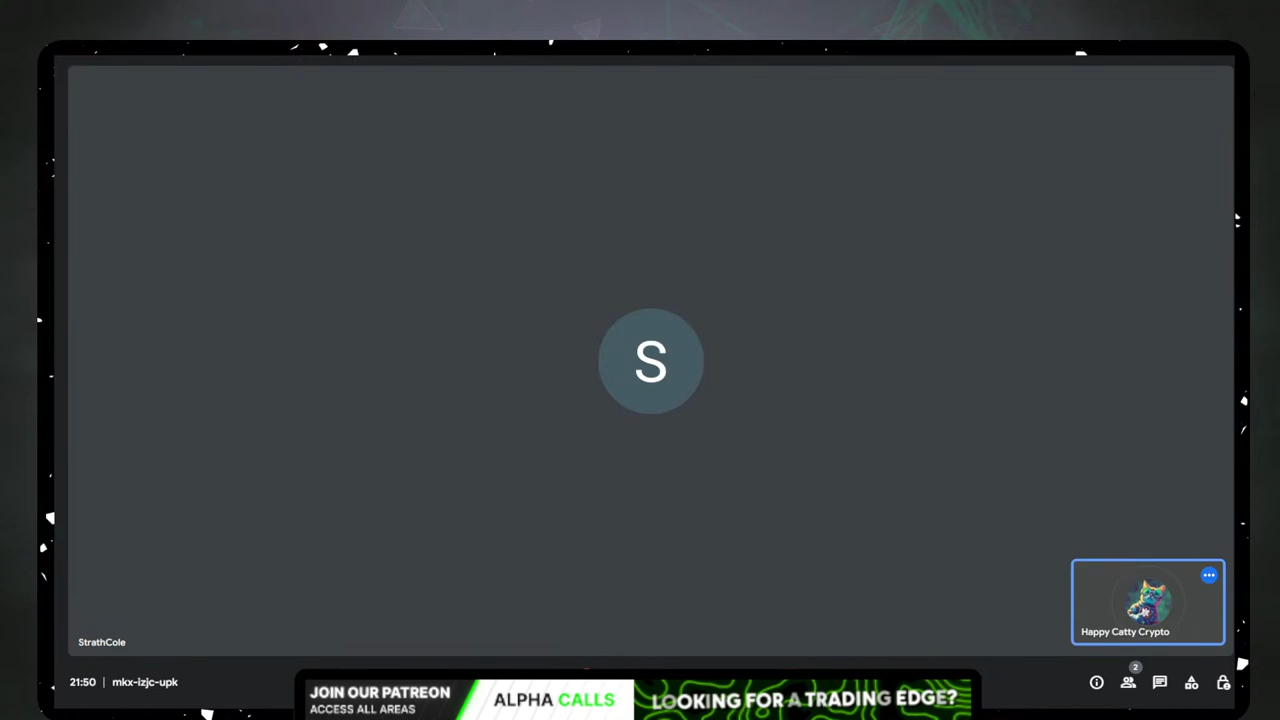 S
StrathCole
Happy Catty Crypto
21:50 | mkx-izjc-upk
2
JOIN OUR PATREON
ACCESS ALL AREAS
ALPHA CALLS
LOOKING FOR A TRADING EDGE?